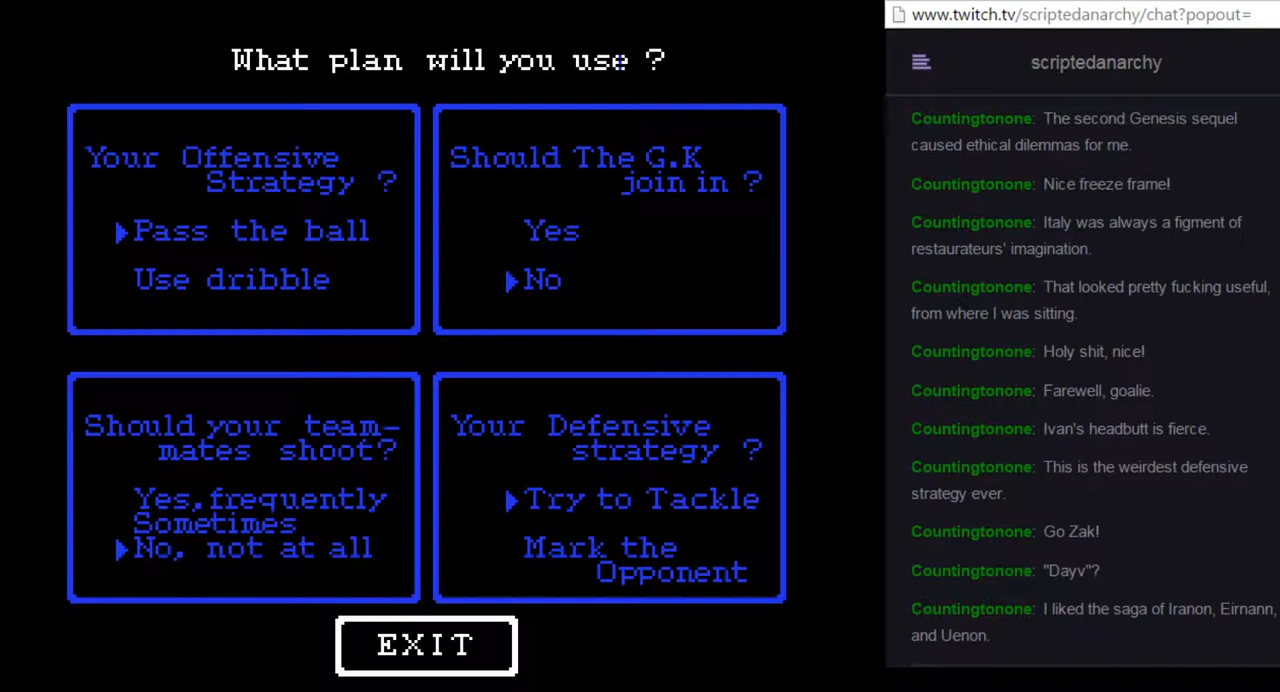 What plan will you use ?
Your Offensive
Strategy ?
Pass the ball
Use dribble
Should The G.K
join in ?
Yes
No
Should your team-
mates shoot?
Yes,frequently
Sometimes
No, not at all
Your Defensive
strategy ?
Try to Tackle
Mark the
Opponent
EXIT
www.twitch.tv/scriptedanarchy/chat?popout=
scriptedanarchy
Countingtonone: The second Genesis sequel
caused ethical dilemmas for me.
Countingtonone: Nice freeze frame!
Countingtonone: Italy was always a figment of
restaurateurs' imagination.
Countingtonone: That looked pretty fucking useful,
from where I was sitting.
Countingtonone: Holy shit, nice!
Countingtonone: Farewell, goalie.
Countingtonone: Ivan's headbutt is fierce.
Countingtonone: This is the weirdest defensive
strategy ever.
Countingtonone: Go Zak!
Countingtonone: "Dayv"?
Countingtonone: I liked the saga of Iranon, Eirnann,
and Uenon.